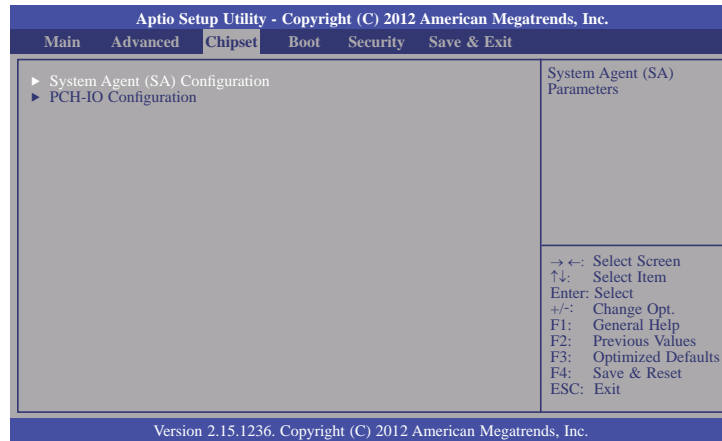 Aptio Setup Utility - Copyright (C) 2012 American Megatrends, Inc.
Main Advanced Chipset Boot Security Save & Exit
► System Agent (SA) Configuration
► PCH-IO Configuration
System Agent (SA)
Parameters
→ ←: Select Screen
↑↓: Select Item
Enter: Select
+/-: Change Opt.
F1: General Help
F2: Previous Values
F3: Optimized Defaults
F4: Save & Reset
ESC: Exit
Version 2.15.1236. Copyright (C) 2012 American Megatrends, Inc.